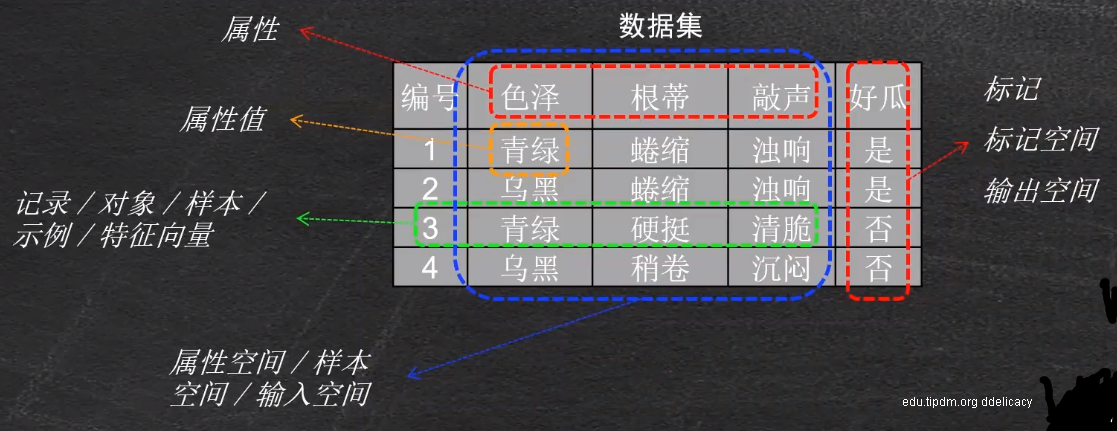 数据集
属性
编号 色泽 根蒂 敲声 好瓜
标记
属性值
1 青绿 蜷缩 浊响 是
标记空间
2 乌黑 蜷缩 浊响 是
输出空间
记录 / 对象 / 样本 /
示例 / 特征向量
3 青绿 硬挺 清脆 否
4 乌黑 稍卷 沉闷 否
属性空间 / 样本
空间 / 输入空间
edu.tipdm.org ddelicacy